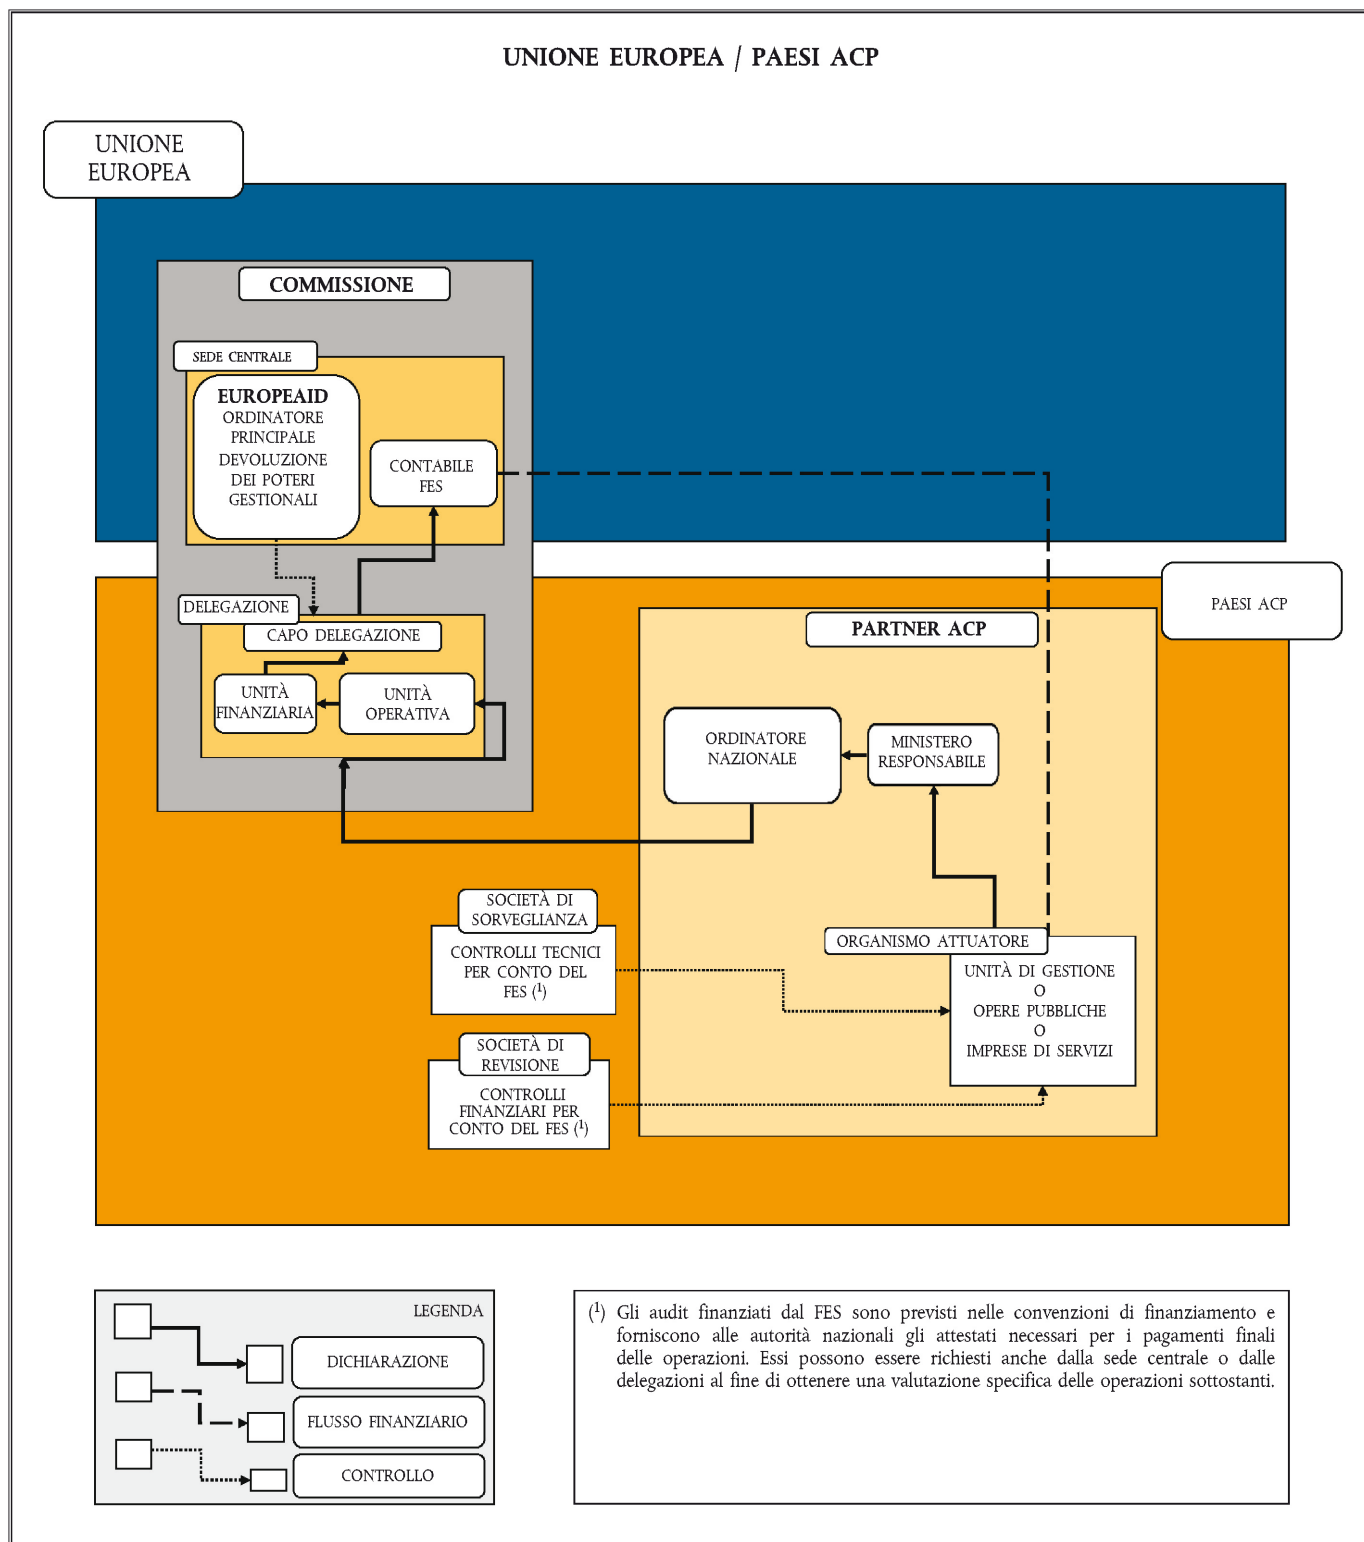 UNIONE EUROPEA / PAESI ACP
UNIONE
EUROPEA
COMMISSIONE
SEDE CENTRALE
EUROPEAID
ORDINATORE
PRINCIPALE
DEVOLUZIONE
DEI POTERI
GESTIONALI
CONTABILE
FES
DELEGAZIONE
CAPO DELEGAZIONE
UNITÀ
FINANZIARIA
UNITÀ
OPERATIVA
PAESI ACP
PARTNER ACP
ORDINATORE
NAZIONALE
MINISTERO
RESPONSABILE
SOCIETÀ DI
SORVEGLIANZA
CONTROLLI TECNICI
PER CONTO DEL
FES (¹)
ORGANISMO ATTUATORE
UNITÀ DI GESTIONE
O
OPERE PUBBLICHE
O
IMPRESE DI SERVIZI
SOCIETÀ DI
REVISIONE
CONTROLLI
FINANZIARI PER
CONTO DEL FES (¹)
LEGENDA
DICHIARAZIONE
FLUSSO FINANZIARIO
CONTROLLO
(¹) Gli audit finanziati dal FES sono previsti nelle convenzioni di finanziamento e
forniscono alle autorità nazionali gli attestati necessari per i pagamenti finali
delle operazioni. Essi possono essere richiesti anche dalla sede centrale o dalle
delegazioni al fine di ottenere una valutazione specifica delle operazioni sottostanti.